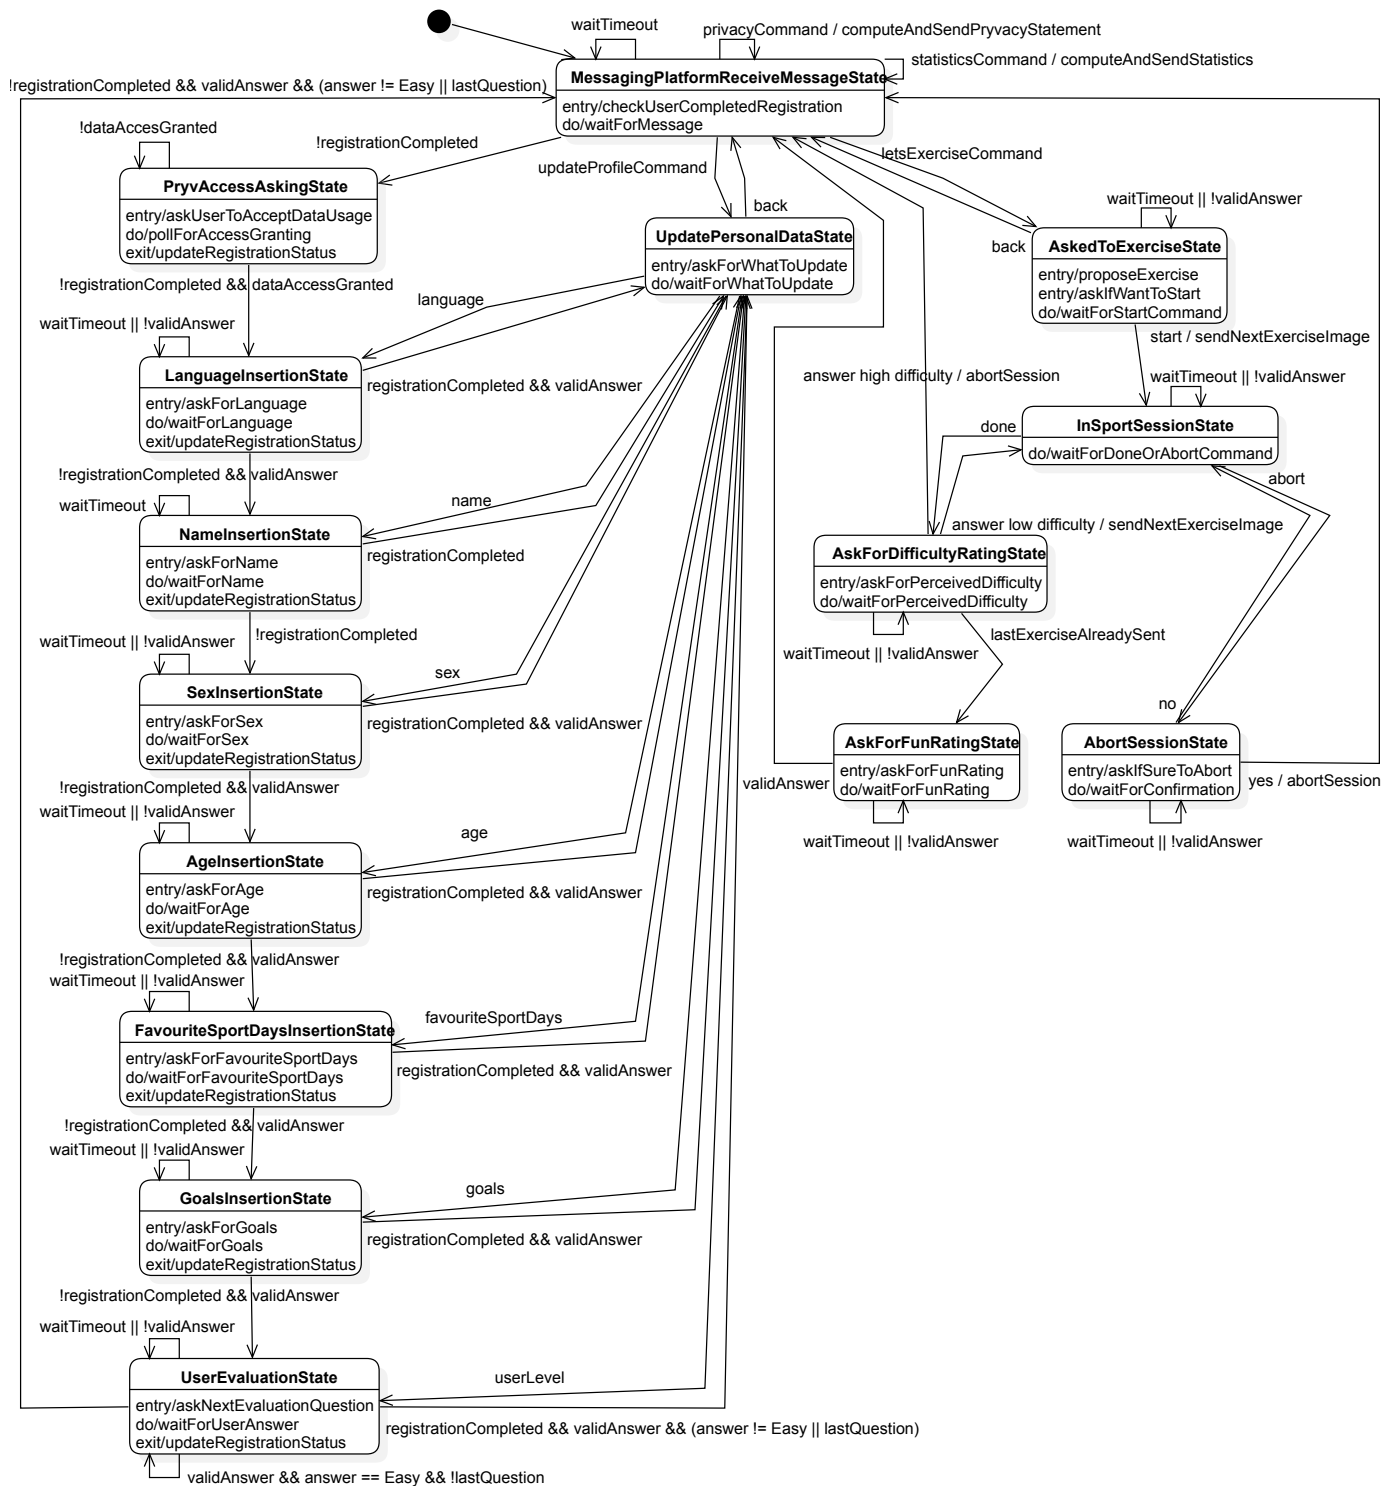 waitTimeout
privacyCommand / computeAndSendPryvacyStatement
statisticsCommand / computeAndSendStatistics
MessagingPlatformReceiveMessageState
entry/checkUserCompletedRegistration
do/waitForMessage
!registrationCompleted && validAnswer && (answer != Easy || lastQuestion)
!dataAccesGranted
!registrationCompleted
updateProfileCommand
back
letsExerciseCommand
PryvAccessAskingState
entry/askUserToAcceptDataUsage
do/pollForAccessGranting
exit/updateRegistrationStatus
UpdatePersonalDataState
entry/askForWhatToUpdate
do/waitForWhatToUpdate
waitTimeout || !validAnswer
back
AskedToExerciseState
entry/proposeExercise
entry/askIfWantToStart
do/waitForStartCommand
!registrationCompleted && dataAccessGranted
language
waitTimeout || !validAnswer
start / sendNextExerciseImage
LanguageInsertionState
entry/askForLanguage
do/waitForLanguage
exit/updateRegistrationStatus
registrationCompleted && validAnswer
answer high difficulty / abortSession
waitTimeout || !validAnswer
done
InSportSessionState
do/waitForDoneOrAbortCommand
!registrationCompleted && validAnswer
abort
waitTimeout
name
NameInsertionState
entry/askForName
do/waitForName
exit/updateRegistrationStatus
registrationCompleted
answer low difficulty / sendNextExerciseImage
AskForDifficultyRatingState
entry/askForPerceivedDifficulty
do/waitForPerceivedDifficulty
!registrationCompleted
lastExerciseAlreadySent
waitTimeout || !validAnswer
waitTimeout || !validAnswer
sex
SexInsertionState
entry/askForSex
do/waitForSex
exit/updateRegistrationStatus
registrationCompleted && validAnswer
no
AskForFunRatingState
entry/askForFunRating
do/waitForFunRating
validAnswer
AbortSessionState
entry/askIfSureToAbort
do/waitForConfirmation
yes / abortSession
!registrationCompleted && validAnswer
waitTimeout || !validAnswer
age
waitTimeout || !validAnswer
waitTimeout || !validAnswer
AgeInsertionState
entry/askForAge
do/waitForAge
exit/updateRegistrationStatus
registrationCompleted && validAnswer
!registrationCompleted && validAnswer
waitTimeout || !validAnswer
favouriteSportDays
FavouriteSportDaysInsertionState
entry/askForFavouriteSportDays
do/waitForFavouriteSportDays
exit/updateRegistrationStatus
registrationCompleted && validAnswer
!registrationCompleted && validAnswer
waitTimeout || !validAnswer
goals
GoalsInsertionState
entry/askForGoals
do/waitForGoals
exit/updateRegistrationStatus
registrationCompleted && validAnswer
!registrationCompleted && validAnswer
waitTimeout || !validAnswer
userLevel
UserEvaluationState
entry/askNextEvaluationQuestion
do/waitForUserAnswer
exit/updateRegistrationStatus
registrationCompleted && validAnswer && (answer != Easy || lastQuestion)
validAnswer && answer == Easy && !lastQuestion